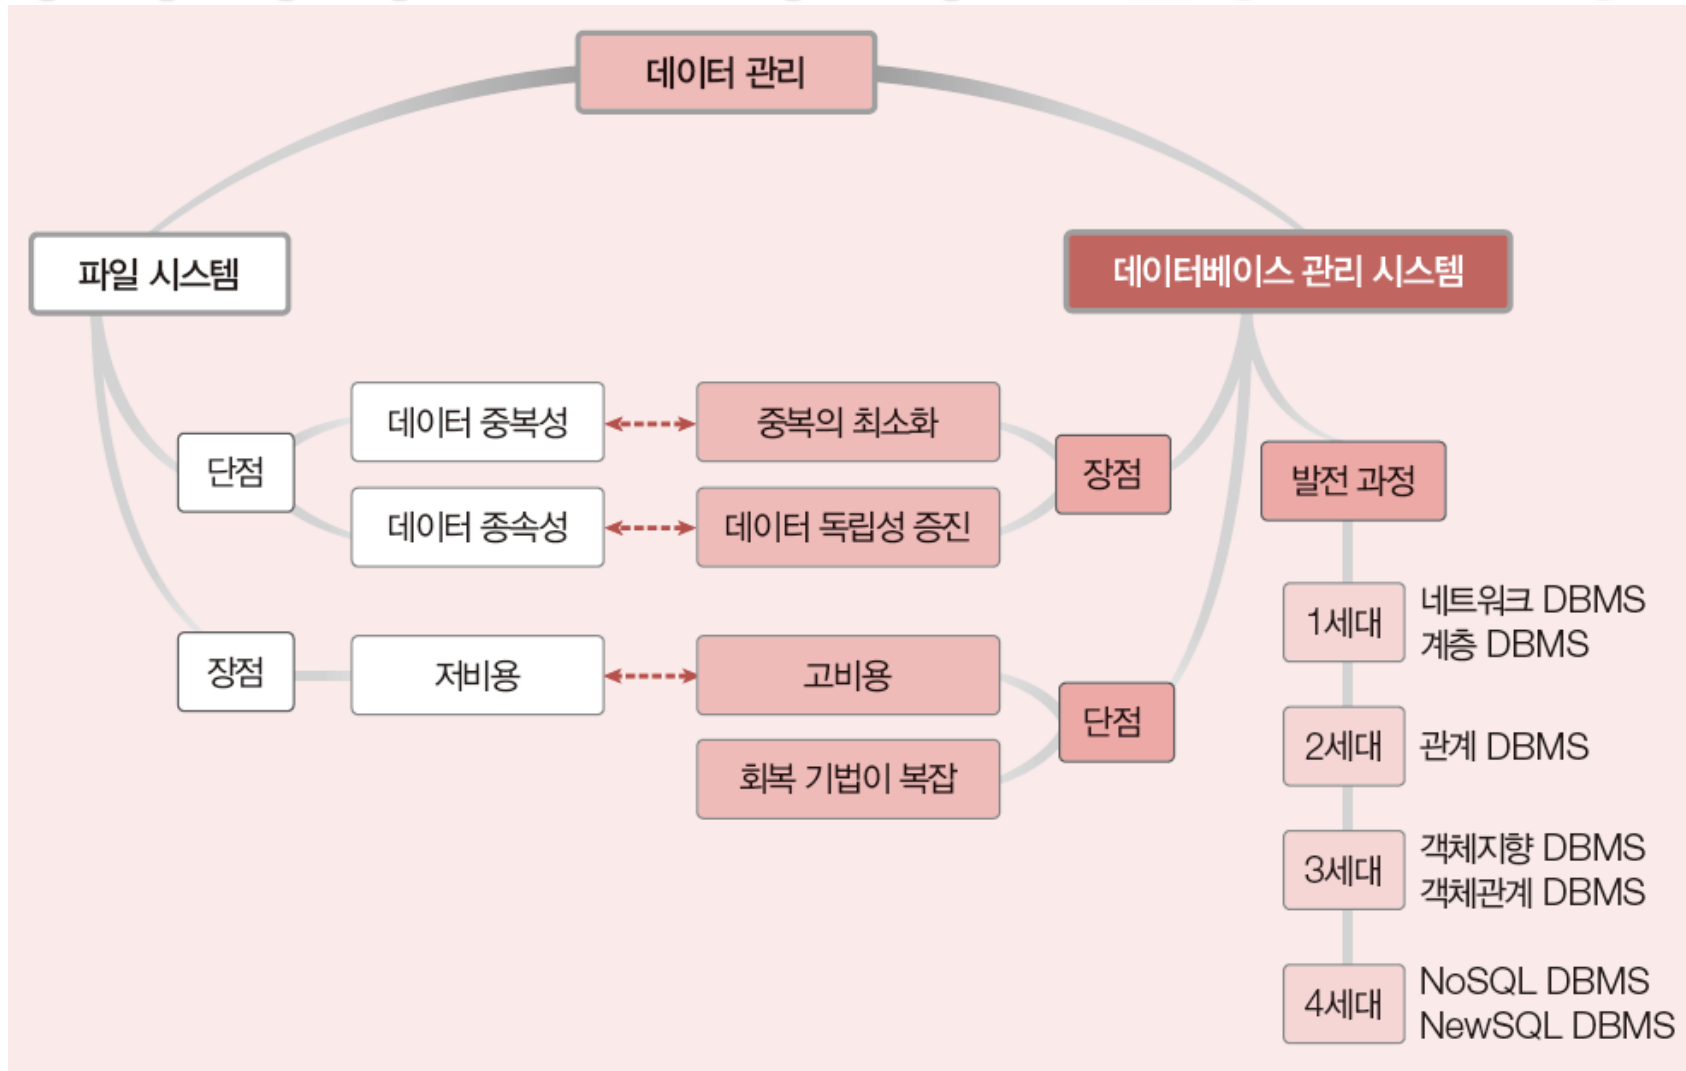 데이터 관리
파일 시스템
데이터베이스 관리 시스템
단점
데이터 중복성
중복의 최소화
장점
발전 과정
데이터 종속성
데이터 독립성 증진
장점
저비용
고비용
단점
회복 기법이 복잡
1세대
네트워크 DBMS
계층 DBMS
2세대
관계 DBMS
3세대
객체지향 DBMS
객체관계 DBMS
4세대
NoSQL DBMS
NewSQL DBMS